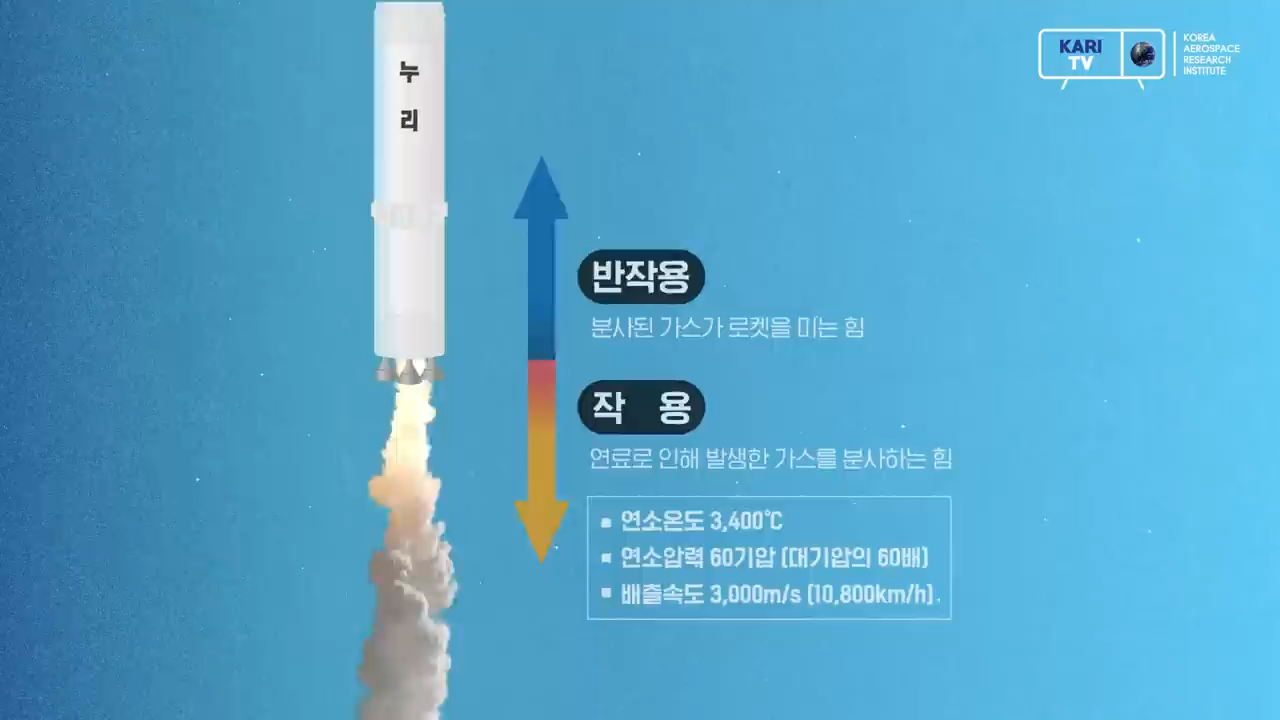 KARI
TV
KOREA
AEROSPACE
RESEARCH
INSTITUTE
누
리
반작용
분사된 가스가 로켓을 미는 힘
작 용
연료로 인해 발생한 가스를 분사하는 힘
▪ 연소온도 3,400℃
▪ 연소압력 60기압 (대기압의 60배)
▪ 배출속도 3,000m/s (10,800km/h)